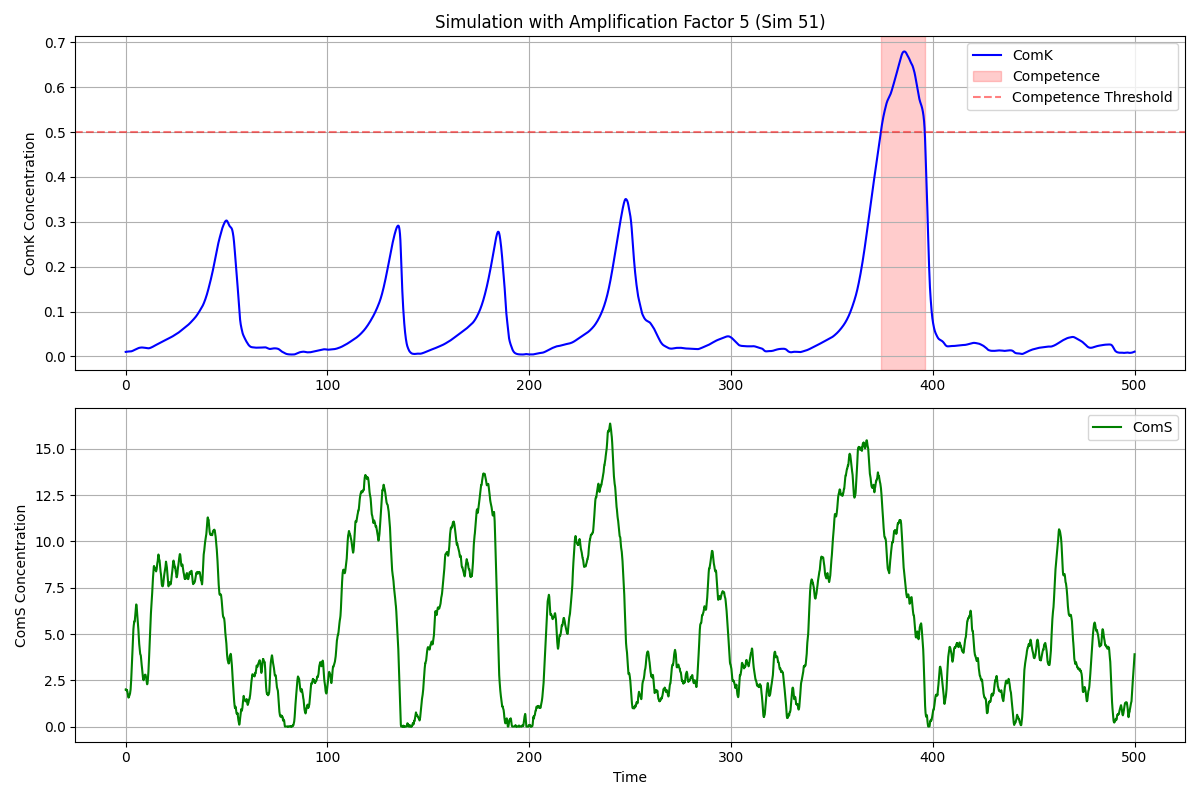 Simulation with Amplification Factor 5 (Sim 51)
ComK Concentration
0.7
0.6
0.5
0.4
0.3
0.2
0.1
0.0
ComK
Competence
Competence Threshold
0 100 200 300 400 500
ComS Concentration
15.0
12.5
10.0
7.5
5.0
2.5
0.0
ComS
0 100 200 300 400 500
Time